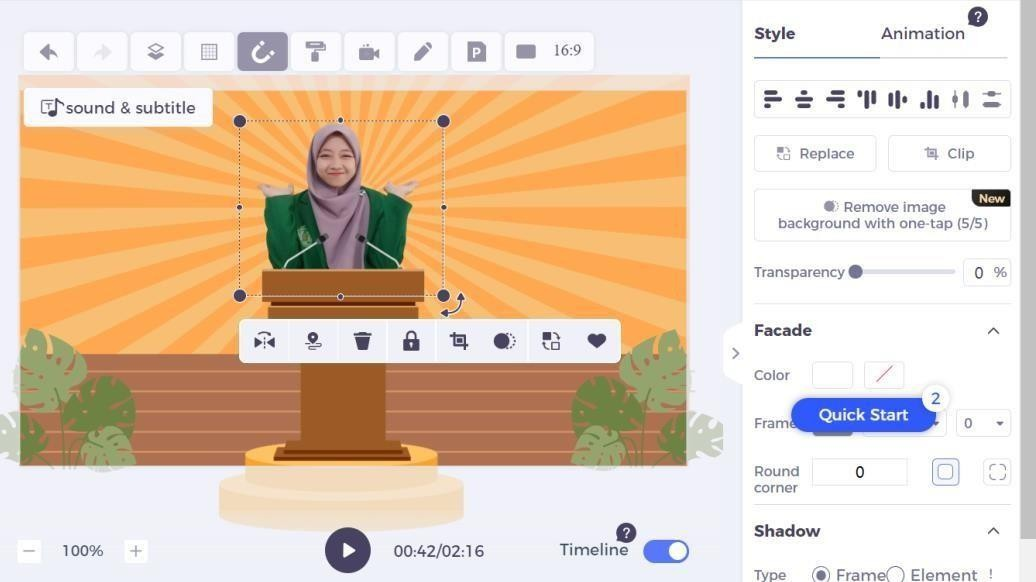 Style
Animation
?
P
16:9
T sound & subtitle
Replace
Clip
New
Remove image
background with one-tap (5/5)
Transparency
0 %
Facade
Color
2
Quick Start
Frame
0
Round
corner
0
Shadow
Type
Frame
Element
!
100%
00:42/02:16
Timeline
?